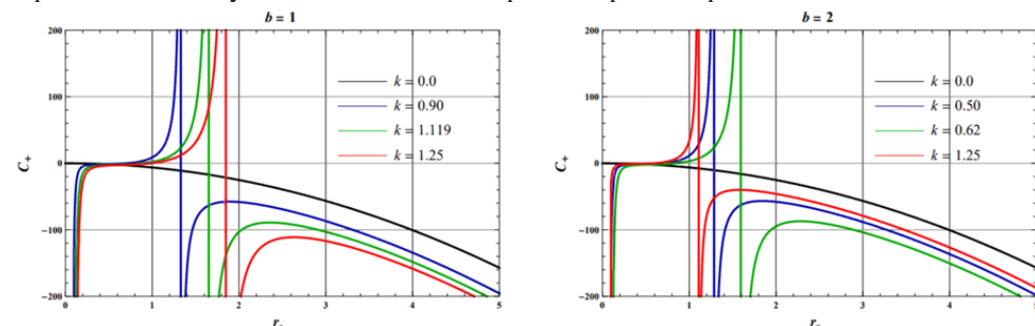 b = 1
200
100
0
−100
−200
C₊
0 1 2 3 4 5
r₊
k = 0.0
k = 0.90
k = 1.119
k = 1.25
b = 2
200
100
0
−100
−200
C₊
0 1 2 3 4
k = 0.0
k = 0.50
k = 0.62
k = 1.25